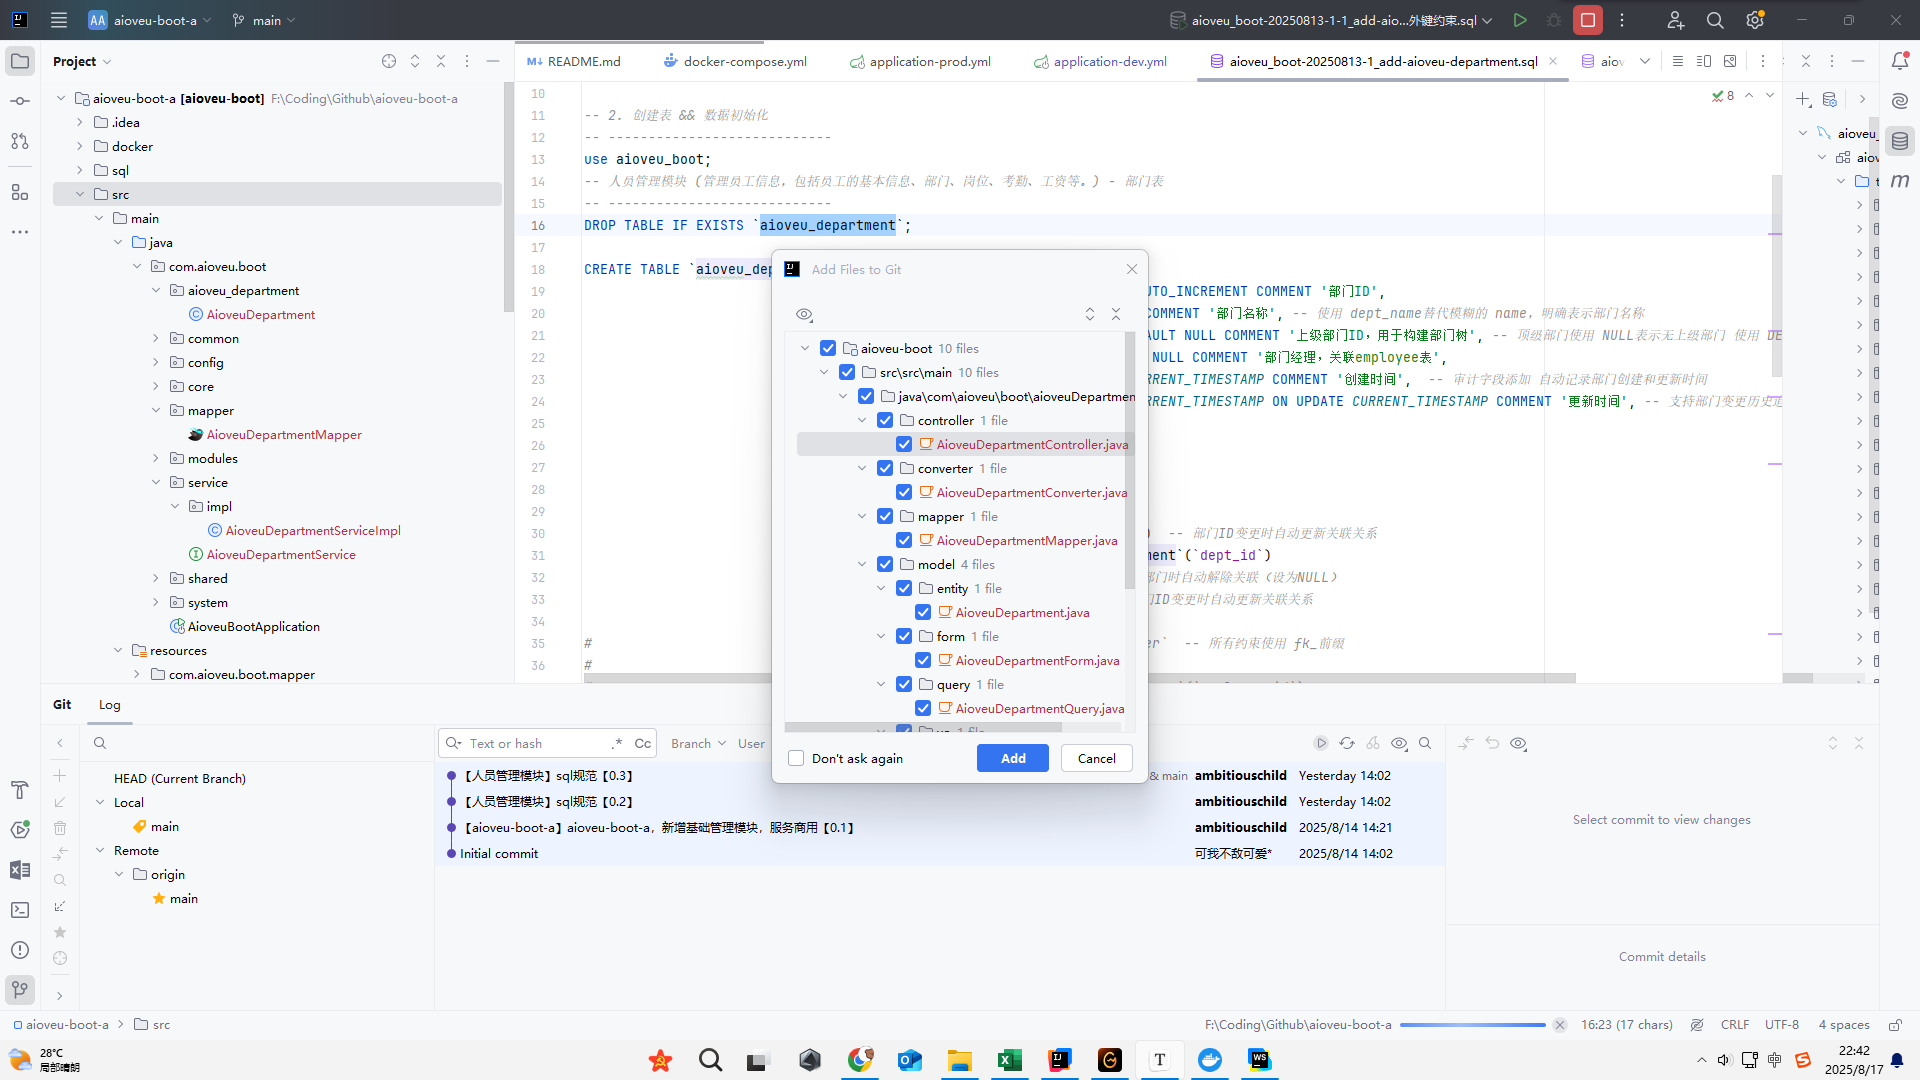 AA aioveu-boot-a main
aioveu_boot-20250813-1-1_add-aio...外键约束.sql
Project
README.md docker-compose.yml application-prod.yml application-dev.yml aioveu_boot-20250813-1_add-aioveu-department.sql aiov
aioveu-boot-a [aioveu-boot] F:\Coding\Github\aioveu-boot-a
.idea
docker
sql
src
main
java
com.aioveu.boot
aioveu_department
AioveuDepartment
common
config
core
mapper
AioveuDepartmentMapper
modules
service
impl
AioveuDepartmentServiceImpl
AioveuDepartmentService
shared
system
AioveuBootApplication
resources
com.aioveu.boot.mapper
8
10
11 -- 2. 创建表 && 数据初始化
12 -- ----------------------------
13 use aioveu_boot;
14 -- 人员管理模块 (管理员工信息，包括员工的基本信息、部门、岗位、考勤、工资等。) - 部门表
15 -- ----------------------------
16 DROP TABLE IF EXISTS `aioveu_department`;
17
18 CREATE TABLE `aioveu_dep
19 UTO_INCREMENT COMMENT '部门ID',
20 COMMENT '部门名称', -- 使用 dept_name替代模糊的 name，明确表示部门名称
21 AULT NULL COMMENT '上级部门ID，用于构建部门树', -- 顶级部门使用 NULL表示无上级部门 使用 DE
22 NULL COMMENT '部门经理，关联employee表',
23 RRENT_TIMESTAMP COMMENT '创建时间', -- 审计字段添加 自动记录部门创建和更新时间
24 RRENT_TIMESTAMP ON UPDATE CURRENT_TIMESTAMP COMMENT '更新时间', -- 支持部门变更历史追
25
26
27
28
29
30 ) -- 部门ID变更时自动更新关联关系
31 ment`(`dept_id`)
32 部门时自动解除关联（设为NULL）
33 门ID变更时自动更新关联关系
34
35 # er` -- 所有约束使用 fk_前缀
36 #
aioveu_
aiov
t
Add Files to Git
aioveu-boot 10 files
src\src\main 10 files
java\com\aioveu\boot\aioveuDepartmen
controller 1 file
AioveuDepartmentController.java
converter 1 file
AioveuDepartmentConverter.java
mapper 1 file
AioveuDepartmentMapper.java
model 4 files
entity 1 file
AioveuDepartment.java
form 1 file
AioveuDepartmentForm.java
query 1 file
AioveuDepartmentQuery.java
Don't ask again Add Cancel
Git Log
HEAD (Current Branch)
Local
main
Remote
origin
main
Text or hash .* Cc Branch User
【人员管理模块】sql规范【0.3】 & main ambitiouschild Yesterday 14:02
【人员管理模块】sql规范【0.2】 ambitiouschild Yesterday 14:02
【aioveu-boot-a】aioveu-boot-a，新增基础管理模块，服务商用【0.1】 ambitiouschild 2025/8/14 14:21
Initial commit 可我不敌可爱* 2025/8/14 14:02
Select commit to view changes
Commit details
aioveu-boot-a src
F:\Coding\Github\aioveu-boot-a 16:23 (17 chars) CRLF UTF-8 4 spaces
28°C
局部晴朗
中
22:42
2025/8/17